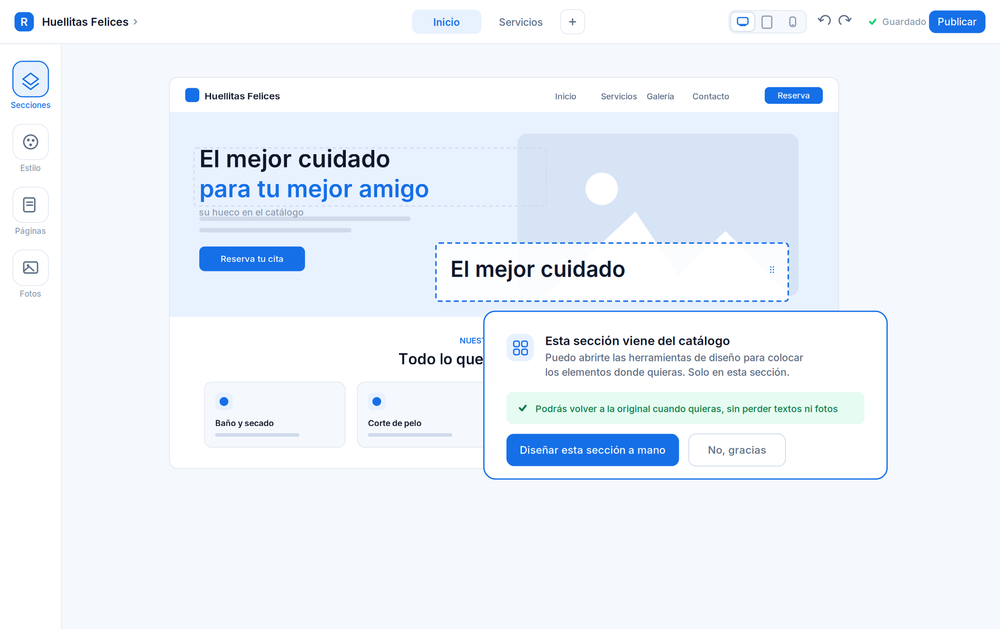 R Huellitas Felices
Inicio
Servicios
+
Guardado
Publicar
Secciones
Estilo
Páginas
Fotos
Huellitas Felices
Inicio
Servicios
Galería
Contacto
Reserva
El mejor cuidado
para tu mejor amigo
su hueco en el catálogo
Reserva tu cita
El mejor cuidado
NUEST
Todo lo que
Baño y secado
Corte de pelo
Esta sección viene del catálogo
Puedo abrirte las herramientas de diseño para colocar
los elementos donde quieras. Solo en esta sección.
Podrás volver a la original cuando quieras, sin perder textos ni fotos
Diseñar esta sección a mano
No, gracias